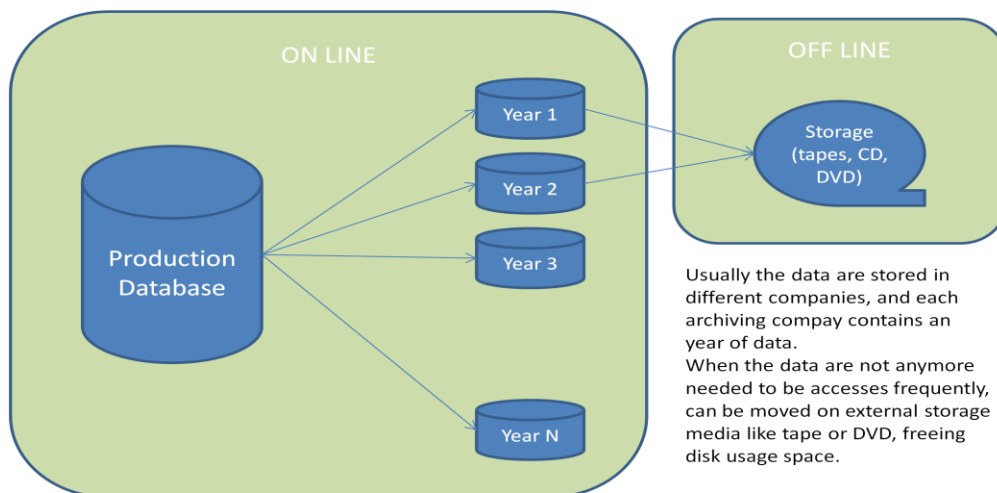 ON LINE
OFF LINE
Production
Database
Year 1
Year 2
Year 3
Year N
Storage
(tapes, CD,
DVD)
Usually the data are stored in
different companies, and each
archiving compay contains an
year of data.
When the data are not anymore
needed to be accesses frequently,
can be moved on external storage
media like tape or DVD, freeing
disk usage space.